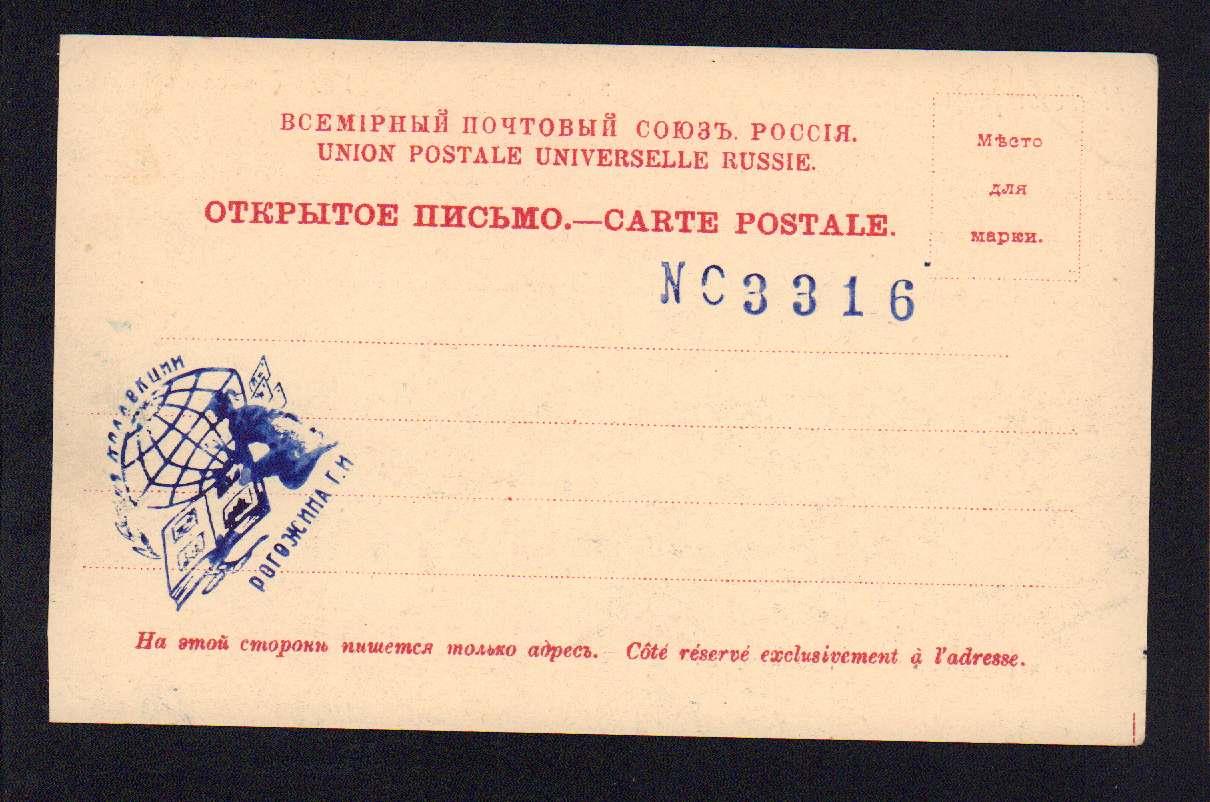 ВСЕМІРНЫЙ ПОЧТОВЫЙ СОЮЗЪ. РОССІЯ.
UNION POSTALE UNIVERSELLE RUSSIE.
ОТКРЫТОЕ ПИСЬМО.—CARTE POSTALE.
Мѣсто
для
марки.
NC3316
КОЛЛЕКЦИИ
РОГОЖИНА Г.И
На этой сторонѣ пишется только адресъ. Côté réservé exclusivement à l'adresse.